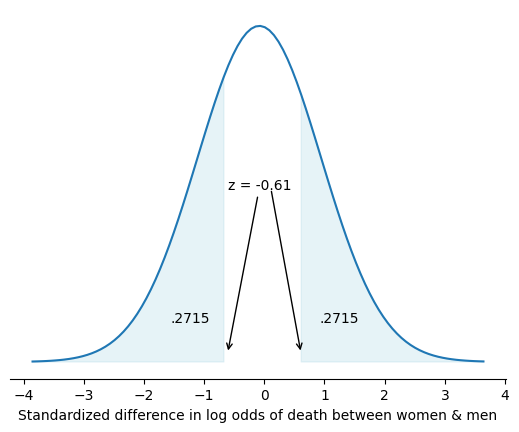 z = -0.61
.2715 .2715
−4 −3 −2 −1 0 1 2 3 4
Standardized difference in log odds of death between women & men